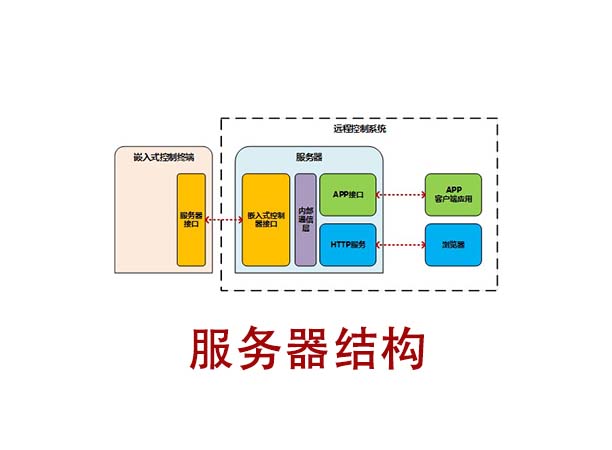 远程控制系统
嵌入式控制终端
服务器
服务器
接口
嵌入式控制
器接口
内部
通信
层
APP接口
HTTP服务
APP
客户端应用
浏览器
服务器结构